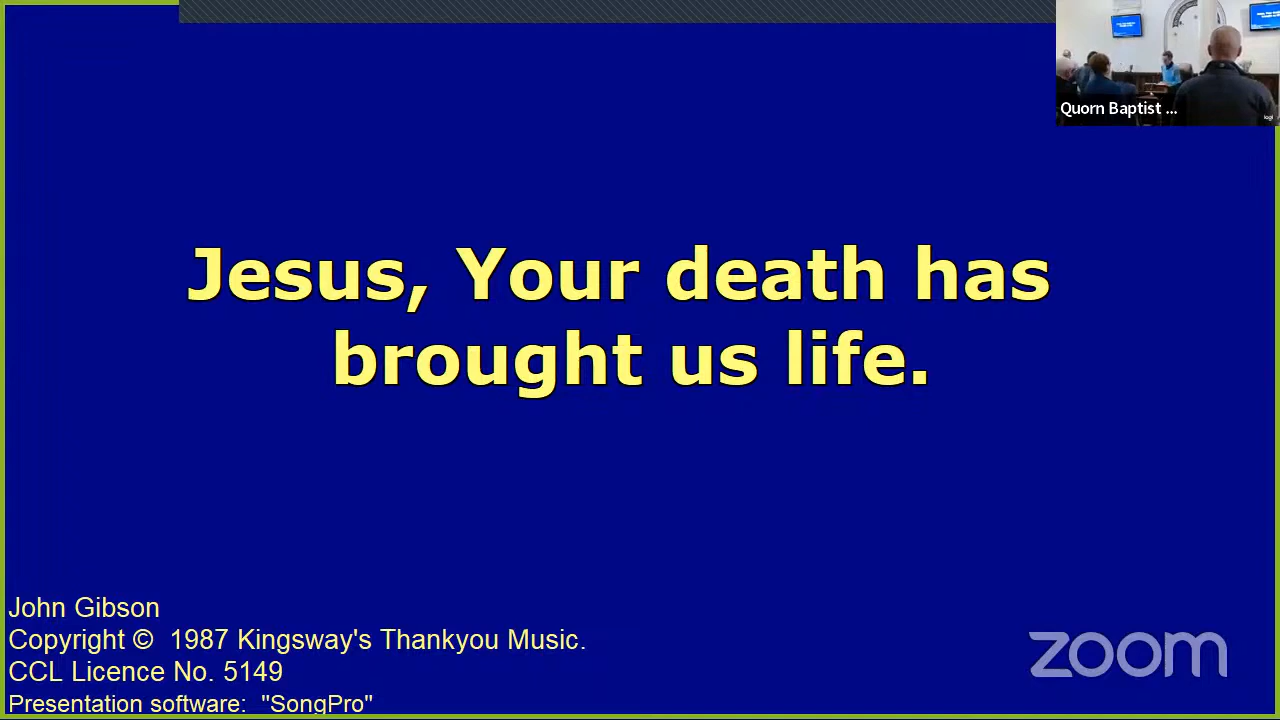 Quorn Baptist ...
logi
Jesus, Your death has
brought us life.
John Gibson
Copyright © 1987 Kingsway's Thankyou Music.
CCL Licence No. 5149
Presentation software: "SongPro"
zoom